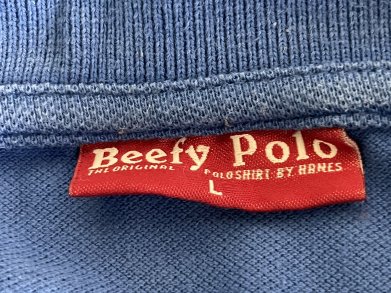 Beefy Polo
THE ORIGINAL POLOSHIRT BY HANES
L